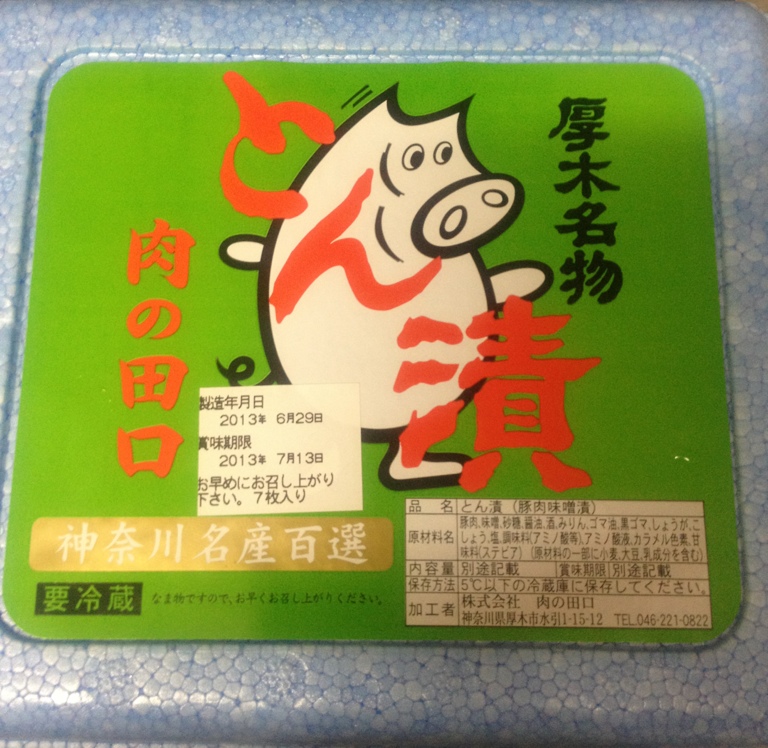 厚木名物
とん漬
肉の田口
製造年月日
2013年 6月29日
賞味期限
2013年 7月13日
お早めにお召し上がり
下さい。7枚入り
神奈川名産百選
要冷蔵 なま物ですので、お早くお召し上がりください。
品 名 とん漬(豚肉味噌漬)
原材料名 豚肉,味噌,砂糖,醤油,酒,みりん,ゴマ油,黒ゴマ,しょうが,こ
しょう,塩,調味料(アミノ酸等)アミノ酸液,カラメル色素,甘
味料(ステビア)(原材料の一部に小麦,大豆,乳成分を含む)
内容量 別途記載 賞味期限 別途記載
保存方法 5℃以下の冷蔵庫に保存してください。
加工者 株式会社 肉の田口
神奈川県厚木市水引1-15-12 TEL.046-221-0822